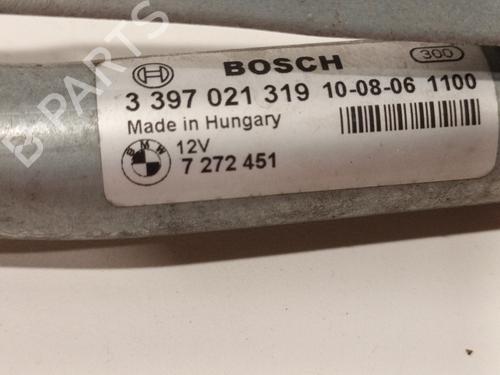 BOSCH
300
3 397 021 319 10-08-06 1100
Made in Hungary
BMW
12V
7 272 451
B PARTS